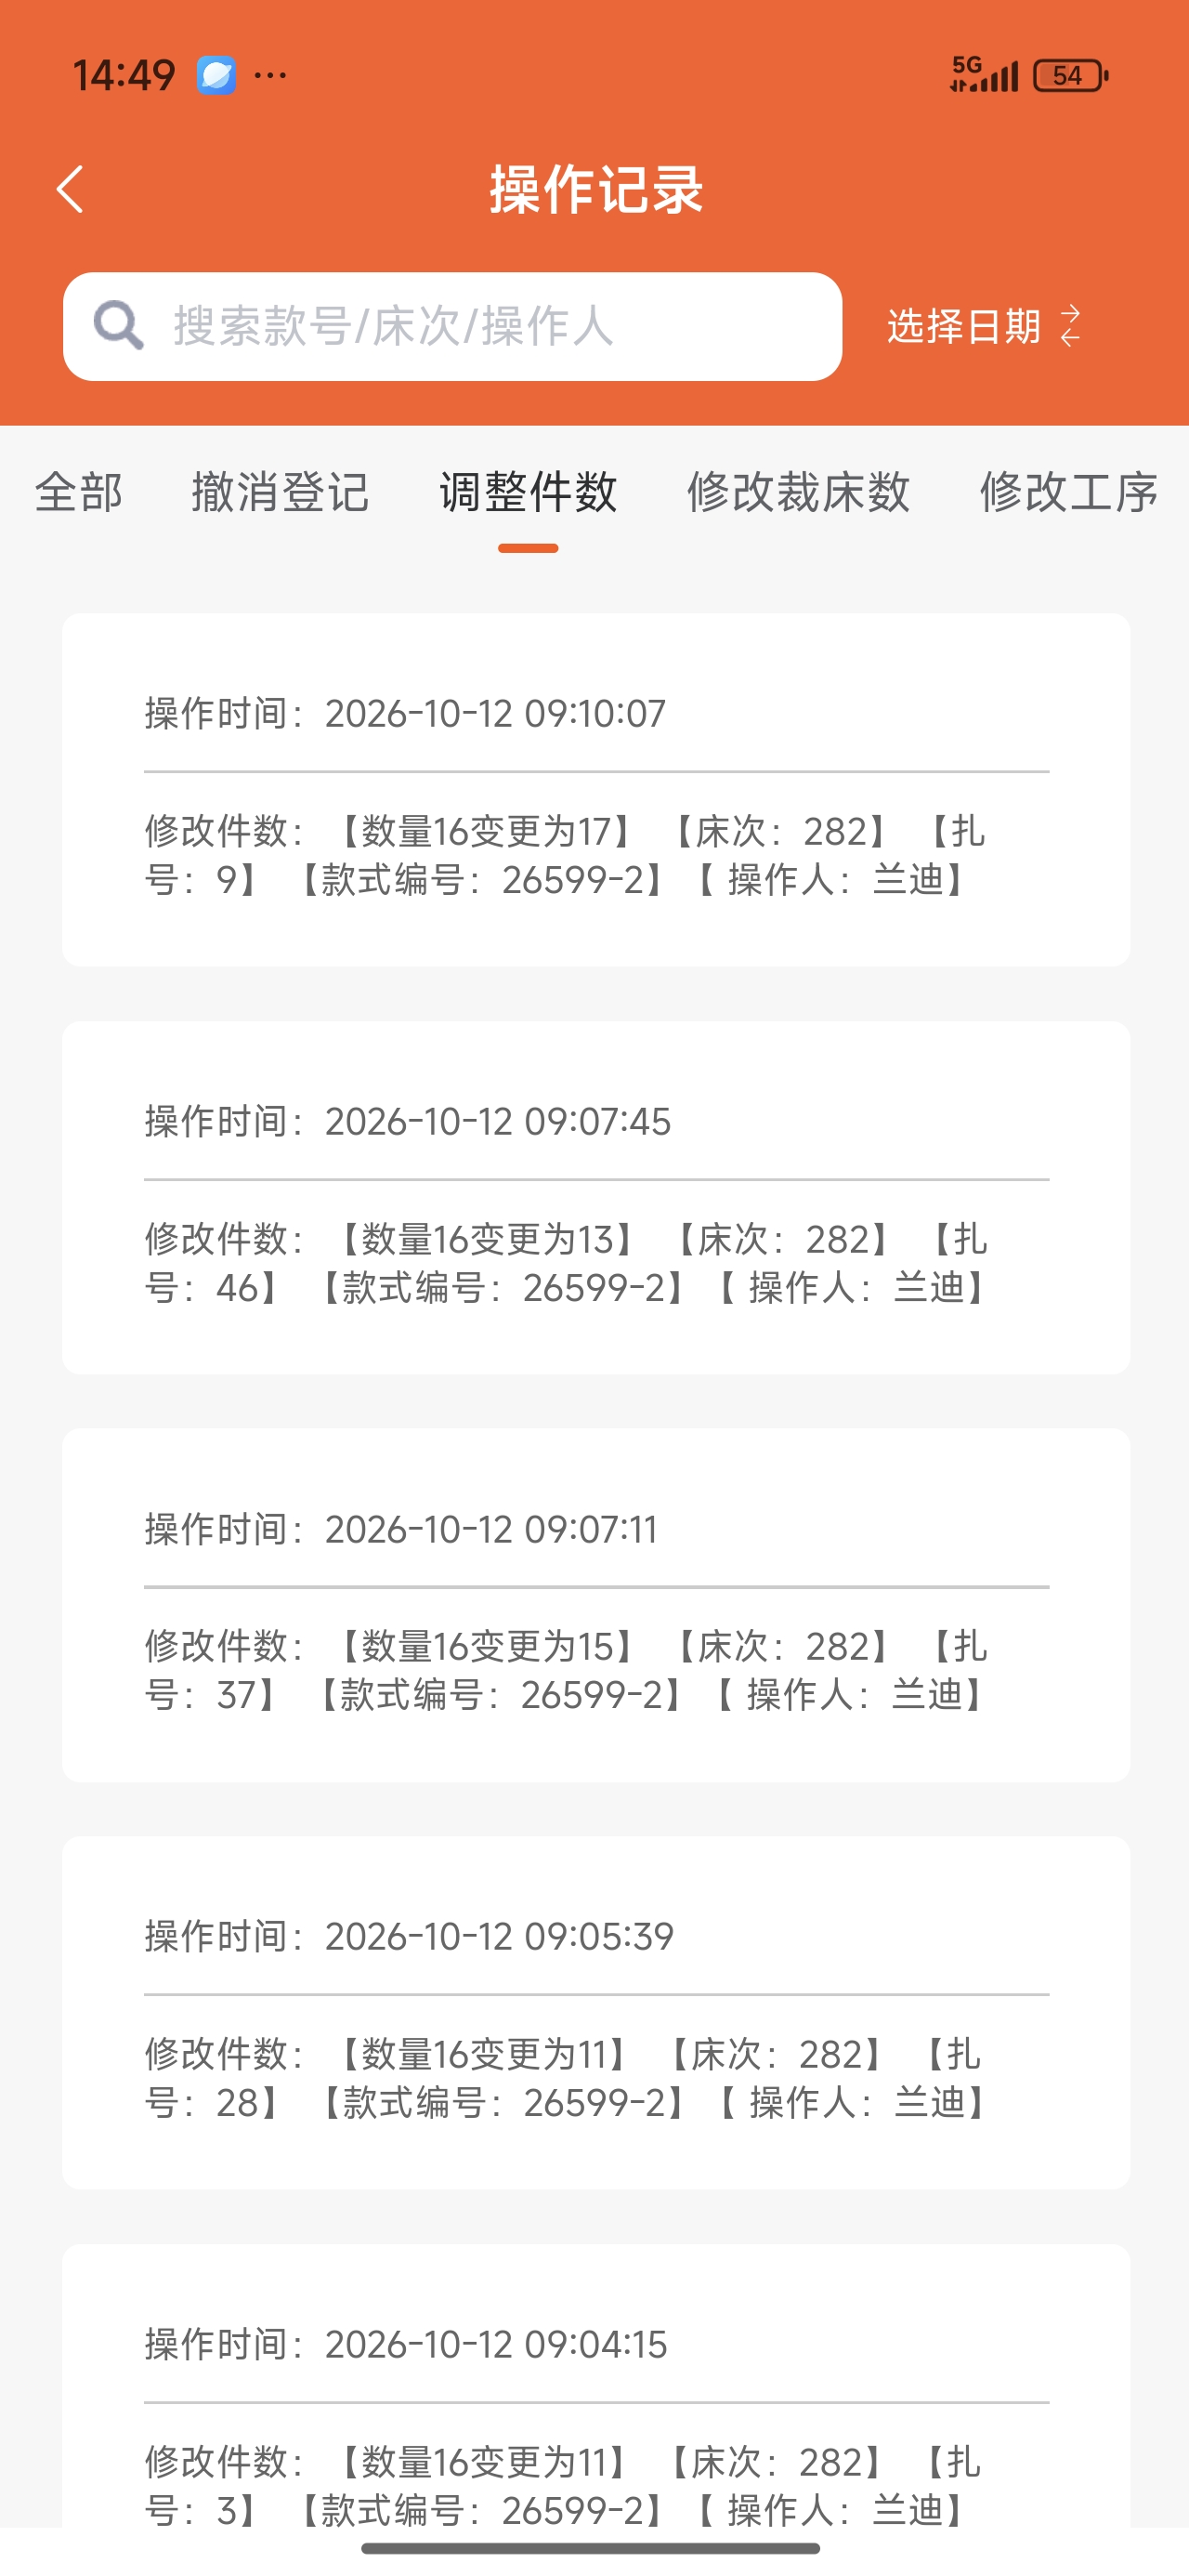 14:49 ... 5G 54
操作记录
搜索款号/床次/操作人 选择日期
全部 撤消登记 调整件数 修改裁床数 修改工序
操作时间：2026-10-12 09:10:07
修改件数：【数量16变更为17】【床次：282】【扎
号：9】【款式编号：26599-2】【 操作人：兰迪】
操作时间：2026-10-12 09:07:45
修改件数：【数量16变更为13】【床次：282】【扎
号：46】【款式编号：26599-2】【 操作人：兰迪】
操作时间：2026-10-12 09:07:11
修改件数：【数量16变更为15】【床次：282】【扎
号：37】【款式编号：26599-2】【 操作人：兰迪】
操作时间：2026-10-12 09:05:39
修改件数：【数量16变更为11】【床次：282】【扎
号：28】【款式编号：26599-2】【 操作人：兰迪】
操作时间：2026-10-12 09:04:15
修改件数：【数量16变更为11】【床次：282】【扎
号：3】【款式编号：26599-2】【 操作人：兰迪】